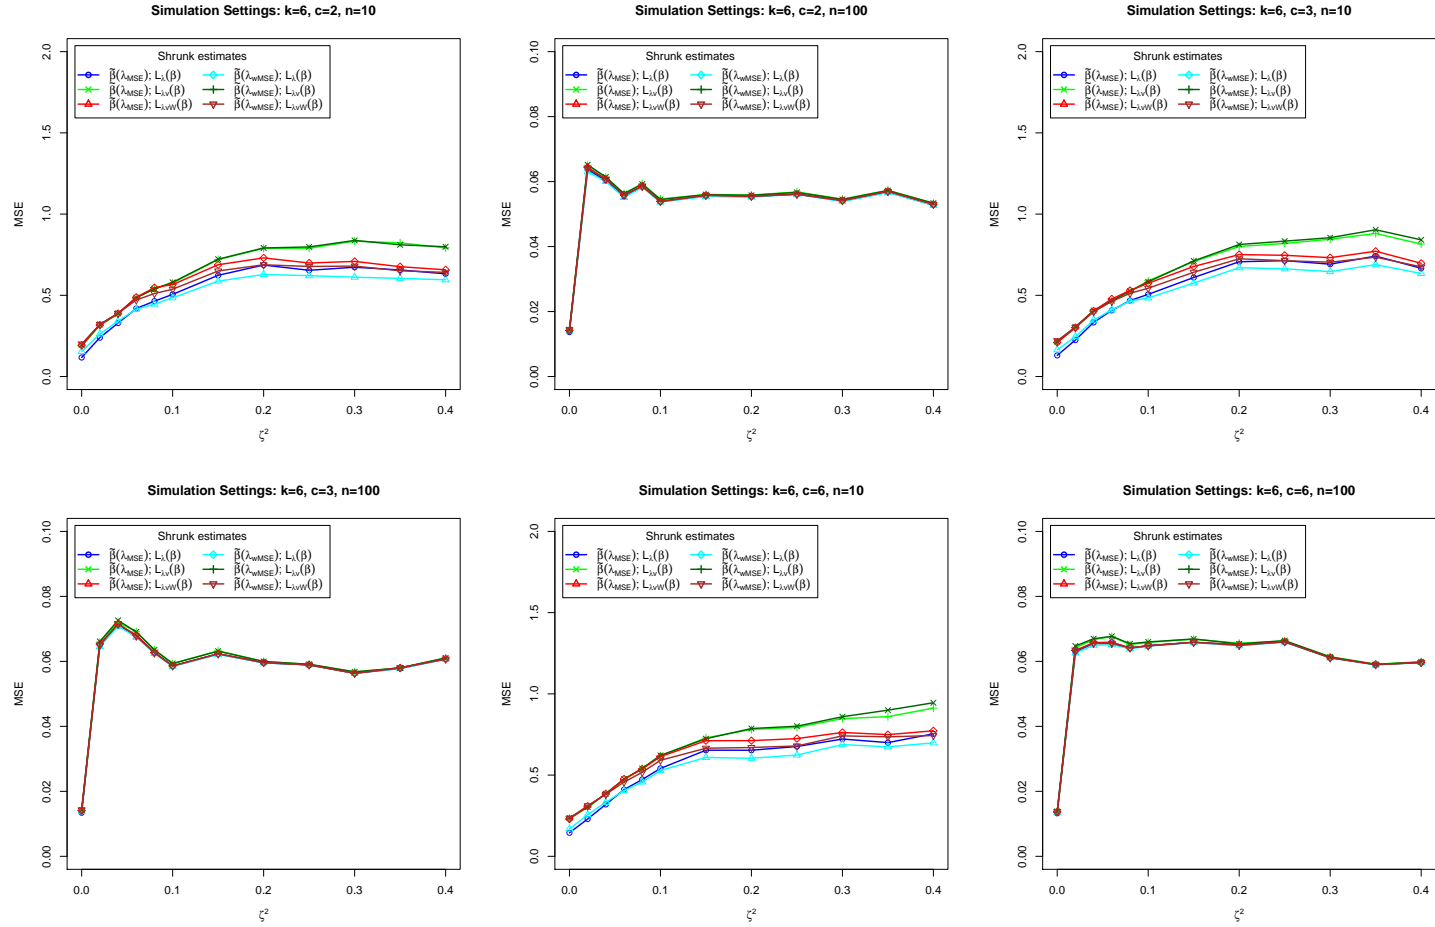 Simulation Settings: k=6, c=2, n=10
Shrunk estimates
β̃(λMSE); Lλ(β) β̃(λwMSE); Lλ(β)
β̃(λMSE); Lλv(β) β̃(λwMSE); Lλv(β)
β̃(λMSE); LλvW(β) β̃(λwMSE); LλvW(β)
MSE
2.0
1.5
1.0
0.5
0.0
0.0 0.1 0.2 0.3 0.4
ζ²
Simulation Settings: k=6, c=2, n=100
Shrunk estimates
β̃(λMSE); Lλ(β) β̃(λwMSE); Lλ(β)
β̃(λMSE); Lλv(β) β̃(λwMSE); Lλv(β)
β̃(λMSE); LλvW(β) β̃(λwMSE); LλvW(β)
MSE
0.10
0.08
0.06
0.04
0.02
0.00
0.0 0.1 0.2 0.3 0.4
ζ²
Simulation Settings: k=6, c=3, n=10
Shrunk estimates
β̃(λMSE); Lλ(β) β̃(λwMSE); Lλ(β)
β̃(λMSE); Lλv(β) β̃(λwMSE); Lλv(β)
β̃(λMSE); LλvW(β) β̃(λwMSE); LλvW(β)
MSE
2.0
1.5
1.0
0.5
0.0
0.0 0.1 0.2 0.3 0.4
ζ²
Simulation Settings: k=6, c=3, n=100
Shrunk estimates
β̃(λMSE); Lλ(β) β̃(λwMSE); Lλ(β)
β̃(λMSE); Lλv(β) β̃(λwMSE); Lλv(β)
β̃(λMSE); LλvW(β) β̃(λwMSE); LλvW(β)
MSE
0.10
0.08
0.06
0.04
0.02
0.00
0.0 0.1 0.2 0.3 0.4
ζ²
Simulation Settings: k=6, c=6, n=10
Shrunk estimates
β̃(λMSE); Lλ(β) β̃(λwMSE); Lλ(β)
β̃(λMSE); Lλv(β) β̃(λwMSE); Lλv(β)
β̃(λMSE); LλvW(β) β̃(λwMSE); LλvW(β)
MSE
2.0
1.5
1.0
0.5
0.0
0.0 0.1 0.2 0.3 0.4
ζ²
Simulation Settings: k=6, c=6, n=100
Shrunk estimates
β̃(λMSE); Lλ(β) β̃(λwMSE); Lλ(β)
β̃(λMSE); Lλv(β) β̃(λwMSE); Lλv(β)
β̃(λMSE); LλvW(β) β̃(λwMSE); LλvW(β)
MSE
0.10
0.08
0.06
0.04
0.02
0.00
0.0 0.1 0.2 0.3 0.4
ζ²